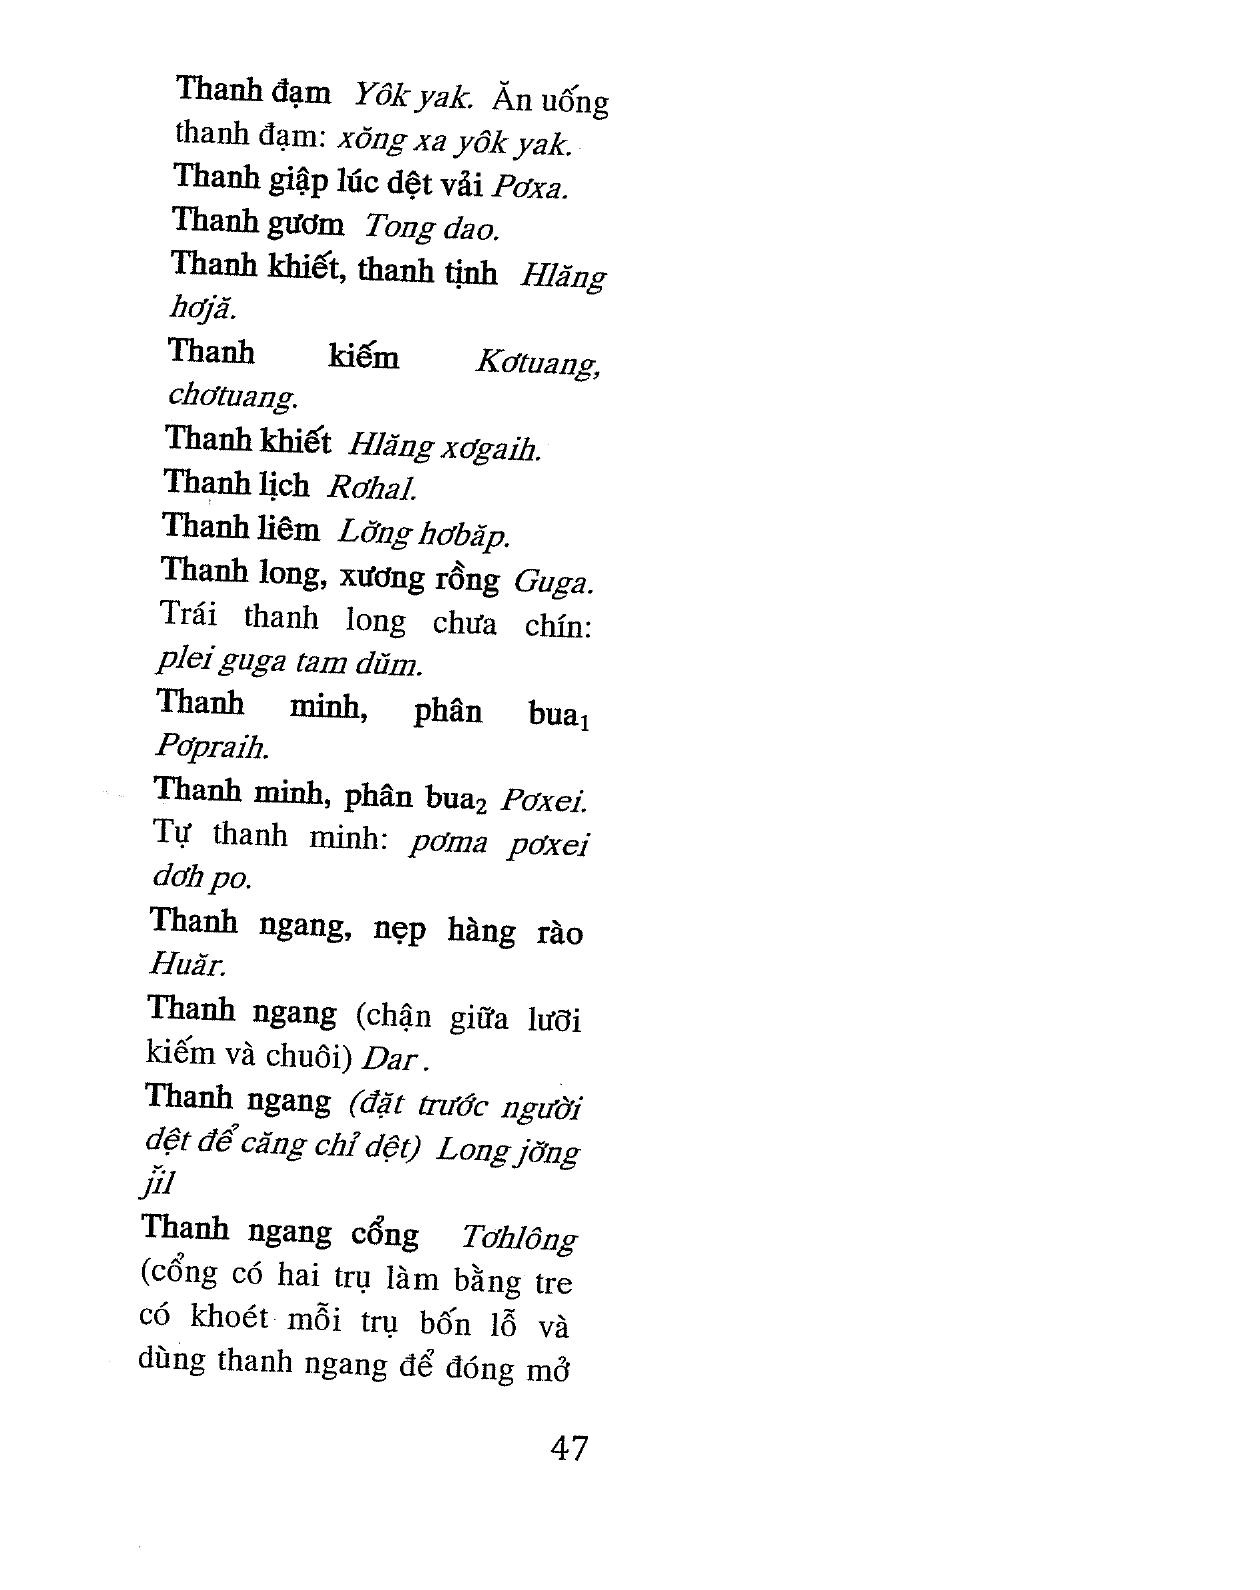 Thanh đạm Yôk yak. Ăn uống
thanh đạm: xŏng xa yôk yak.
Thanh giập lúc dệt vải Pơxa.
Thanh gươm Tong dao.
Thanh khiết, thanh tịnh Hlăng
hơjă.
Thanh kiếm Kơtuang,
chơtuang.
Thanh khiết Hlăng xơgaih.
Thanh lịch Rơhal.
Thanh liêm Lơ̆ng hơbăp.
Thanh long, xương rồng Guga.
Trái thanh long chưa chín:
plei guga tam dŭm.
Thanh minh, phân bua₁
Pơpraih.
Thanh minh, phân bua₂ Pơxei.
Tự thanh minh: pơma pơxei
dơh po.
Thanh ngang, nẹp hàng rào
Huăr.
Thanh ngang (chận giữa lưỡi
kiếm và chuôi) Dar.
Thanh ngang (đặt trước người
dệt để căng chỉ dệt) Long jơ̆ng
jĭl
Thanh ngang cổng Tơhlông
(cổng có hai trụ làm bằng tre
có khoét mỗi trụ bốn lỗ và
dùng thanh ngang để đóng mở
47